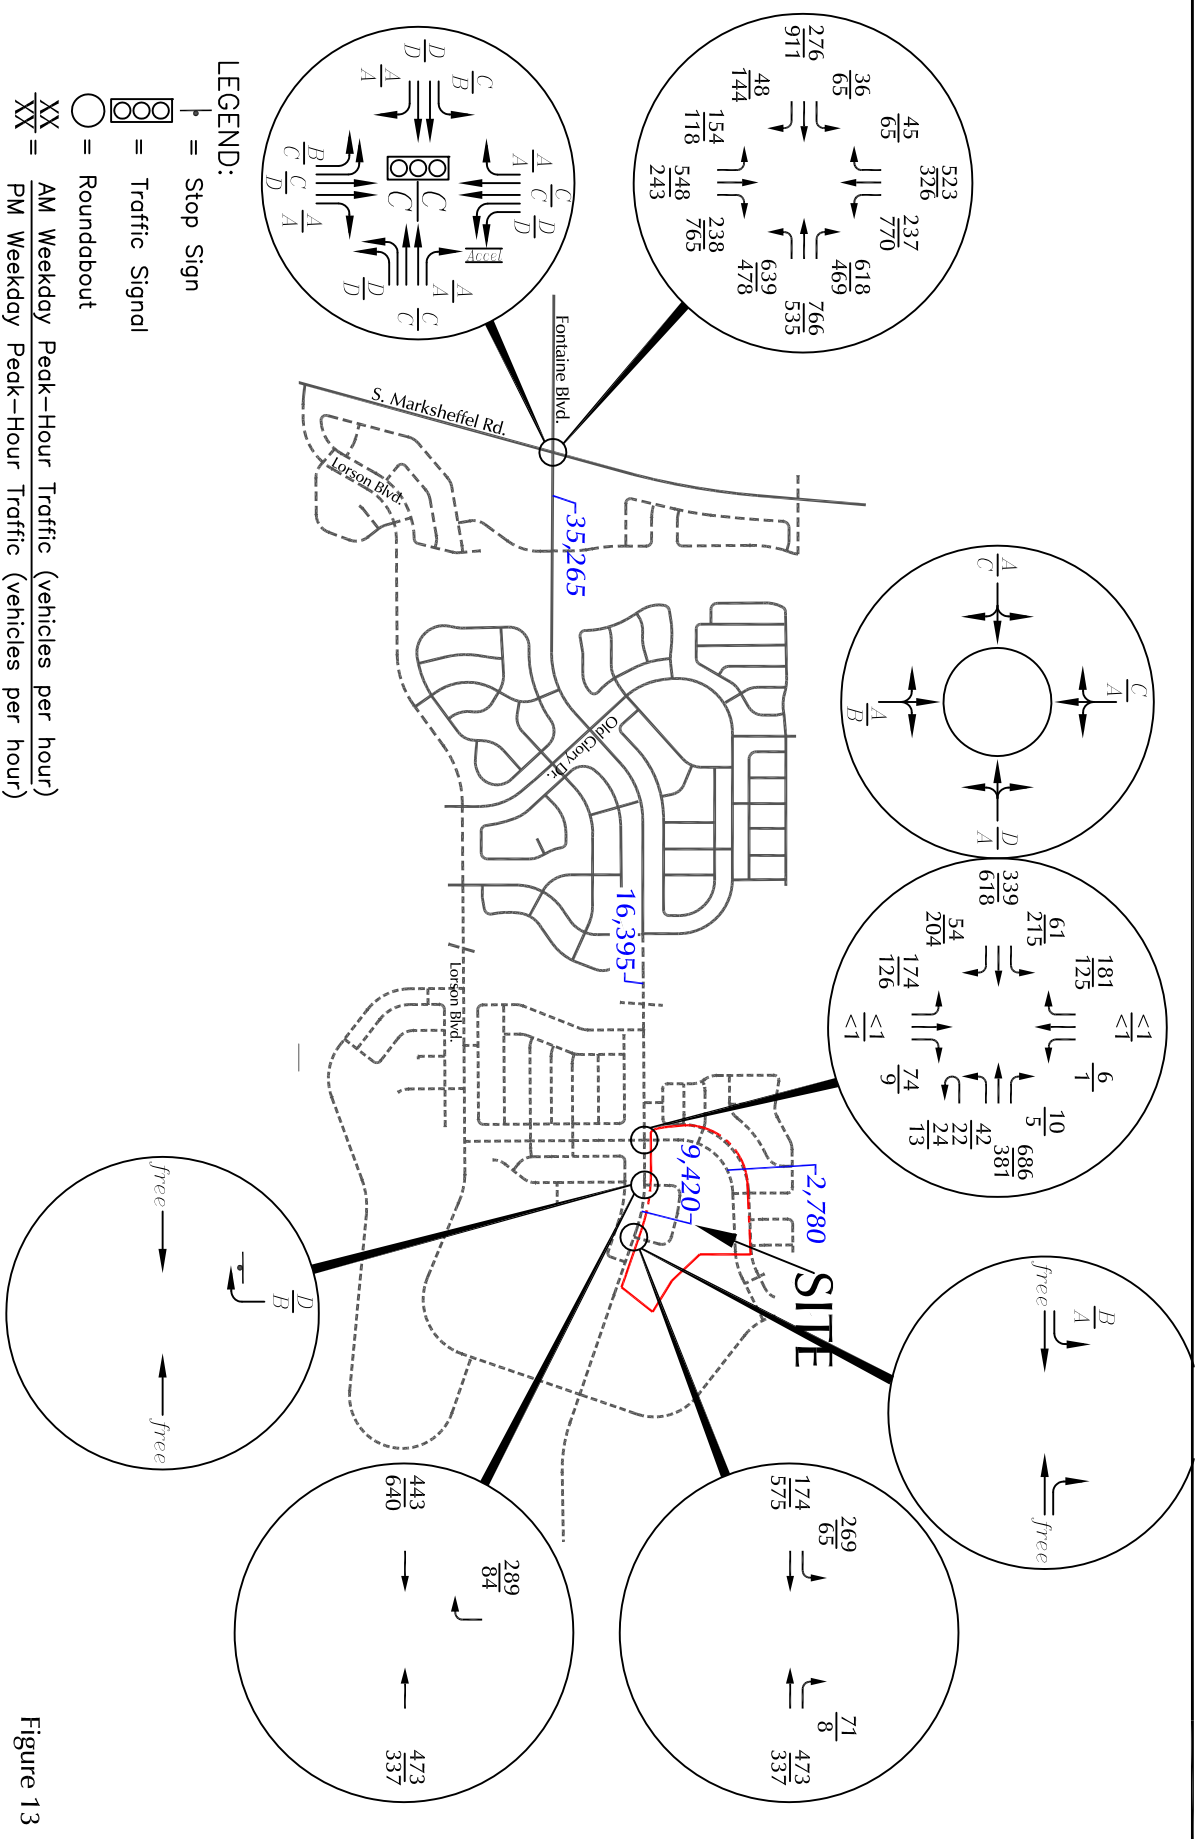 276
911
36
65
48
144
45
65
523
326
237
770
154
118
548
243
238
765
618
469
639
478
766
535
D
D
C
B
A
A
A
A
C
C
D
D
B
C
C
D
A
A
Accel
C
C
D
D
A
A
C
C
LEGEND:
= Stop Sign
= Traffic Signal
= Roundabout
XX
XX
= AM Weekday Peak-Hour Traffic (vehicles per hour)
PM Weekday Peak-Hour Traffic (vehicles per hour)
Fontaine Blvd.
S. Marksheffel Rd.
Lorson Blvd.
35,265
Old Glory Dr.
16,395
Lorson Blvd.
9,420
2,780
SITE
A
C
C
A
A
B
D
A
339
618
61
215
54
204
181
125
<1
<1
6
1
174
126
<1
<1
74
9
10
5
686
381
42
22
24
13
free
B
A
free
free
D
B
free
443
640
289
84
473
337
174
575
269
65
71
8
473
337
Figure 13